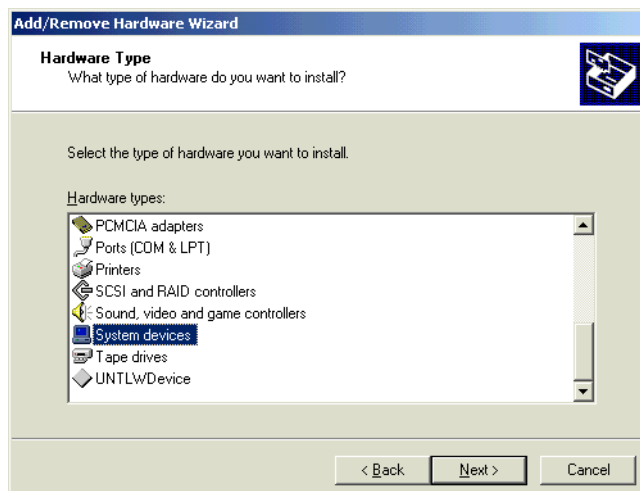 Add/Remove Hardware Wizard
Hardware Type
What type of hardware do you want to install?
Select the type of hardware you want to install.
Hardware types:
PCMCIA adapters
Ports (COM & LPT)
Printers
SCSI and RAID controllers
Sound, video and game controllers
System devices
Tape drives
UNTLWDevice
< Back
Next >
Cancel